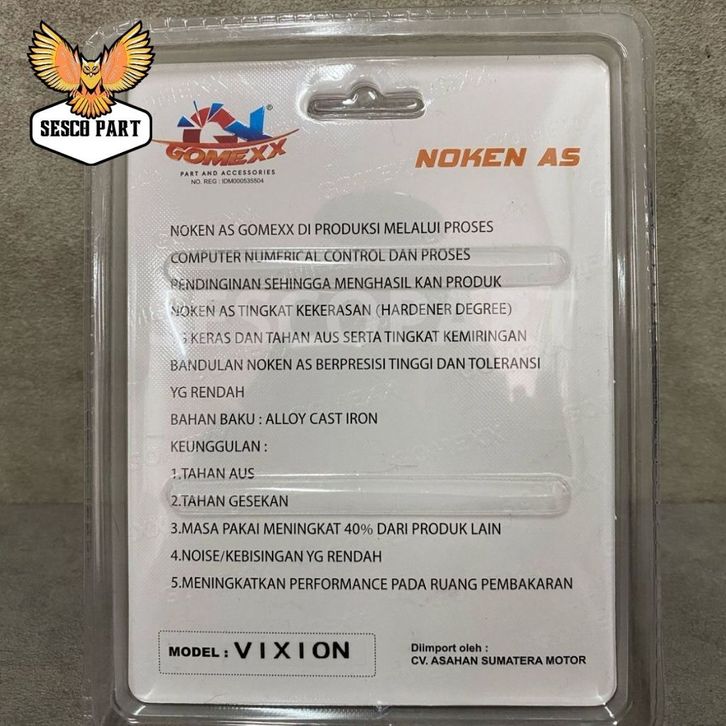 SESCO PART
GOMEXX
PART AND ACCESSORIES
NO. REG : IDM000535504
NOKEN AS
NOKEN AS GOMEXX DI PRODUKSI MELALUI PROSES
COMPUTER NUMERICAL CONTROL DAN PROSES
PENDINGINAN SEHINGGA MENGHASIL KAN PRODUK
NOKEN AS TINGKAT KEKERASAN (HARDENER DEGREE)
YG KERAS DAN TAHAN AUS SERTA TINGKAT KEMIRINGAN
BANDULAN NOKEN AS BERPRESISI TINGGI DAN TOLERANSI
YG RENDAH
BAHAN BAKU : ALLOY CAST IRON
KEUNGGULAN :
1.TAHAN AUS
2.TAHAN GESEKAN
3.MASA PAKAI MENINGKAT 40% DARI PRODUK LAIN
4.NOISE/KEBISINGAN YG RENDAH
5.MENINGKATKAN PERFORMANCE PADA RUANG PEMBAKARAN
MODEL : VIXION
Diimport oleh :
CV. ASAHAN SUMATERA MOTOR
SESCOPART